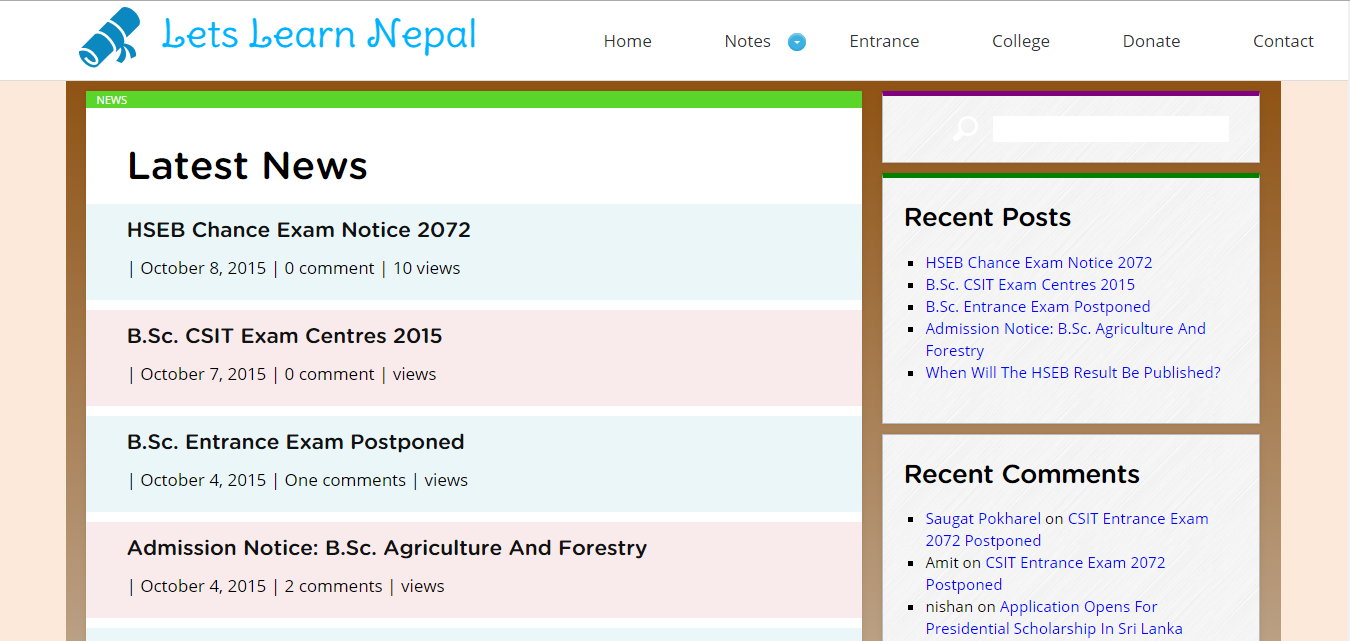 Lets Learn Nepal
Home Notes Entrance College Donate Contact
NEWS
Latest News
HSEB Chance Exam Notice 2072
| October 8, 2015 | 0 comment | 10 views
B.Sc. CSIT Exam Centres 2015
| October 7, 2015 | 0 comment | views
B.Sc. Entrance Exam Postponed
| October 4, 2015 | One comments | views
Admission Notice: B.Sc. Agriculture And Forestry
| October 4, 2015 | 2 comments | views
Recent Posts
HSEB Chance Exam Notice 2072
B.Sc. CSIT Exam Centres 2015
B.Sc. Entrance Exam Postponed
Admission Notice: B.Sc. Agriculture And
Forestry
When Will The HSEB Result Be Published?
Recent Comments
Saugat Pokharel on CSIT Entrance Exam
2072 Postponed
Amit on CSIT Entrance Exam 2072
Postponed
nishan on Application Opens For
Presidential Scholarship In Sri Lanka